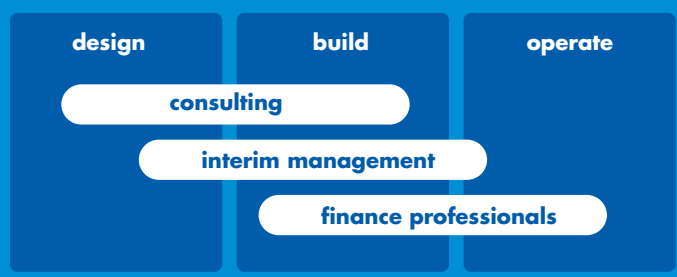 design build operate
consulting
interim management
finance professionals